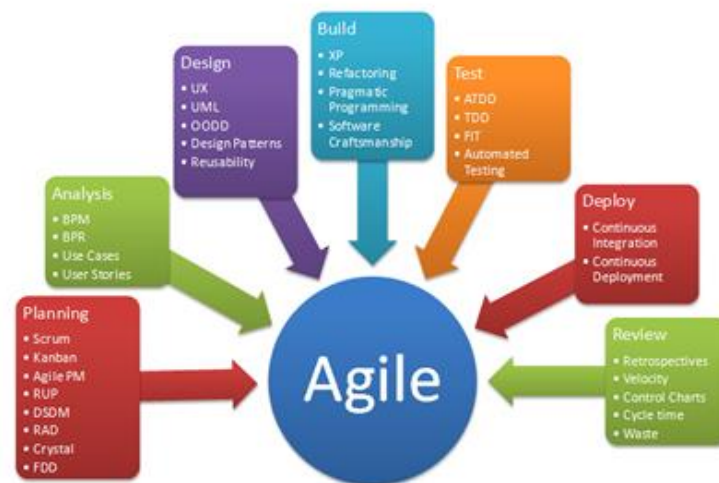 Planning
• Scrum
• Kanban
• Agile PM
• RUP
• DSDM
• RAD
• Crystal
• FDD
Analysis
• BPM
• BPR
• Use Cases
• User Stories
Design
• UX
• UML
• OODD
• Design Patterns
• Reusability
Build
• XP
• Refactoring
• Pragmatic
Programming
• Software
Craftsmanship
Test
• ATDD
• TDD
• FIT
• Automated
Testing
Deploy
• Continuous
Integration
• Continuous
Deployment
Review
• Retrospectives
• Velocity
• Control Charts
• Cycle time
• Waste
Agile